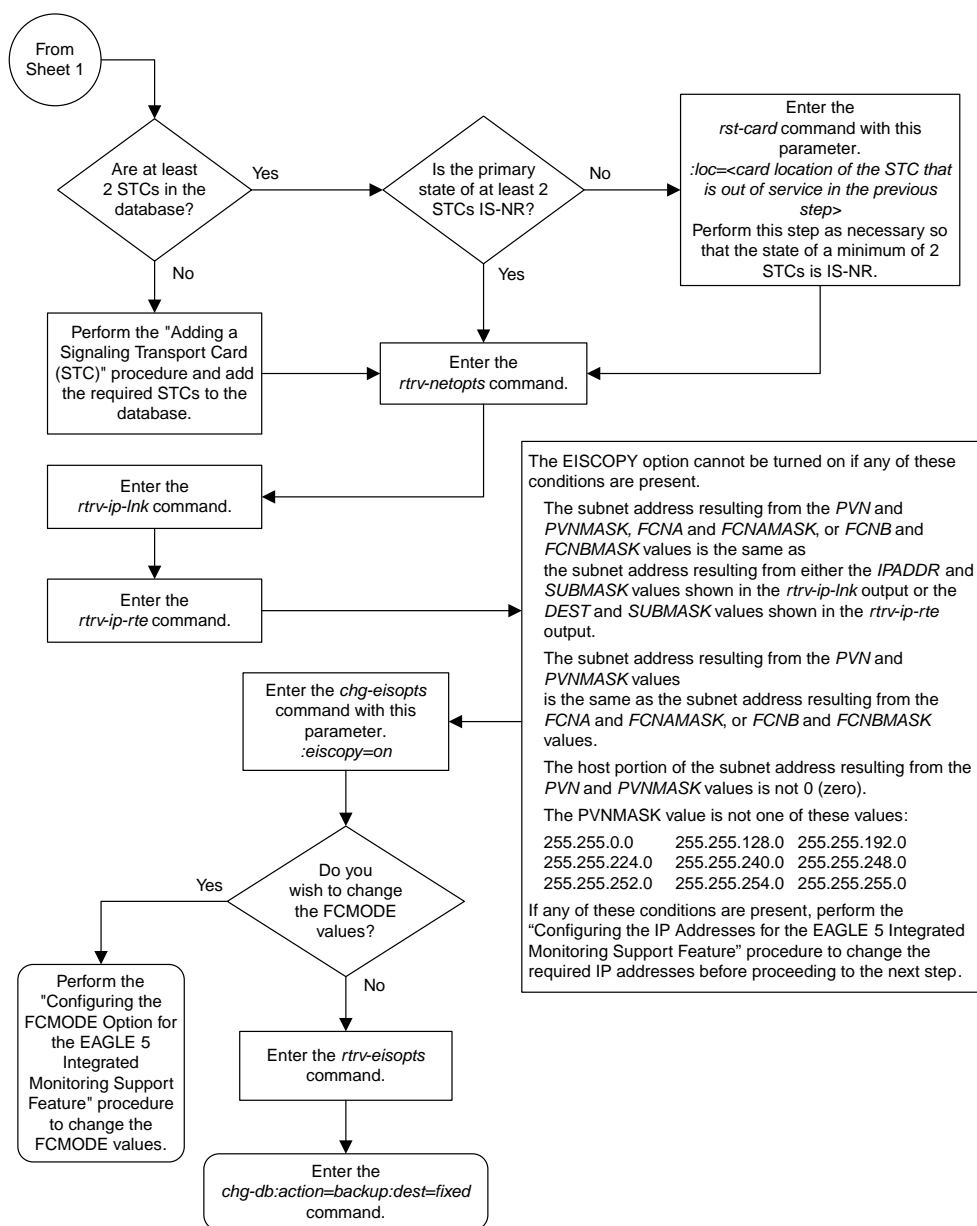 From
Sheet 1
Are at least
2 STCs in the
database?
Yes
No
Is the primary
state of at least 2
STCs IS-NR?
No
Yes
Enter the
rst-card command with this
parameter.
:loc=<card location of the STC that
is out of service in the previous
step>
Perform this step as necessary so
that the state of a minimum of 2
STCs is IS-NR.
Perform the "Adding a
Signaling Transport Card
(STC)" procedure and add
the required STCs to the
database.
Enter the
rtrv-netopts command.
Enter the
rtrv-ip-lnk command.
Enter the
rtrv-ip-rte command.
The EISCOPY option cannot be turned on if any of these
conditions are present.
The subnet address resulting from the PVN and
PVNMASK, FCNA and FCNAMASK, or FCNB and
FCNBMASK values is the same as
the subnet address resulting from either the IPADDR and
SUBMASK values shown in the rtrv-ip-lnk output or the
DEST and SUBMASK values shown in the rtrv-ip-rte
output.
The subnet address resulting from the PVN and
PVNMASK values
is the same as the subnet address resulting from the
FCNA and FCNAMASK, or FCNB and FCNBMASK
values.
The host portion of the subnet address resulting from the
PVN and PVNMASK values is not 0 (zero).
The PVNMASK value is not one of these values:
255.255.0.0 255.255.128.0 255.255.192.0
255.255.224.0 255.255.240.0 255.255.248.0
255.255.252.0 255.255.254.0 255.255.255.0
If any of these conditions are present, perform the
“Configuring the IP Addresses for the EAGLE 5 Integrated
Monitoring Support Feature” procedure to change the
required IP addresses before proceeding to the next step.
Enter the chg-eisopts
command with this
parameter.
:eiscopy=on
Do you
wish to change
the FCMODE
values?
Yes
No
Perform the
"Configuring the
FCMODE Option for
the EAGLE 5
Integrated
Monitoring Support
Feature" procedure
to change the
FCMODE values.
Enter the rtrv-eisopts
command.
Enter the
chg-db:action=backup:dest=fixed
command.